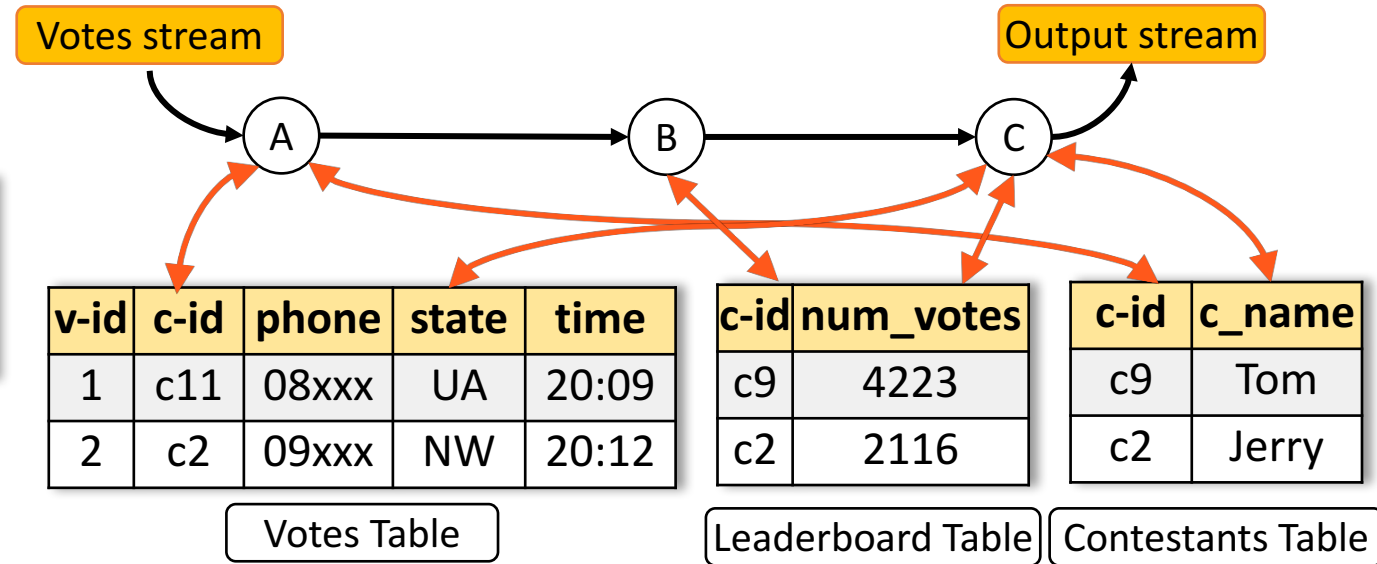 Votes stream
Output stream
A
B
C
v-id c-id phone state time
1 c11 08xxx UA 20:09
2 c2 09xxx NW 20:12
Votes Table
c-id num_votes
c9 4223
c2 2116
Leaderboard Table
c-id c_name
c9 Tom
c2 Jerry
Contestants Table